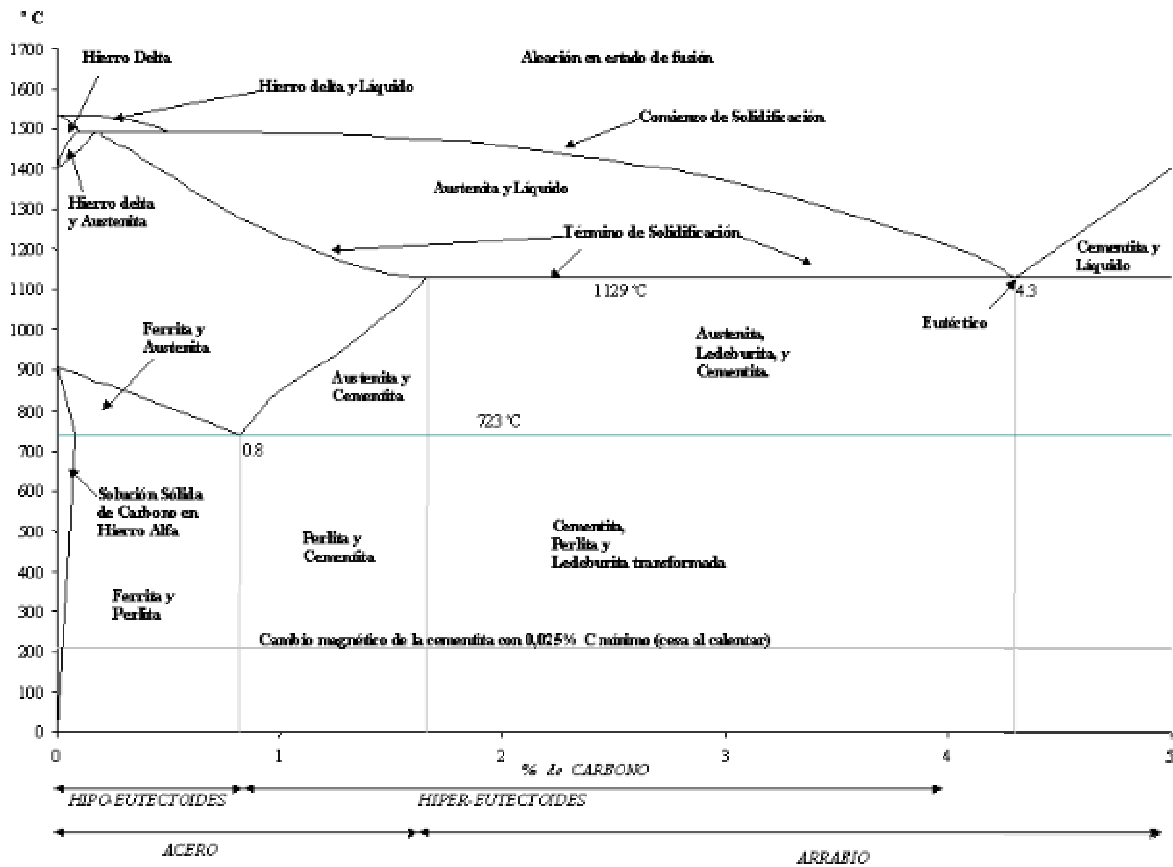 ° C
1700
Hierro Delta
Aleación en estado de fusión
1600
Hierro delta y Líquido
Comienzo de Solidificación
1500
1400
Austenita y Líquido
Hierro delta
y Austenita
1300
Término de Solidificación
1200
Cementita y
Líquido
1100
1129 °C
4.3
Eutéctico
1000
Ferrita y
Austenita
Austenita,
Ledeburita, y
Cementita.
900
Austenita y
Cementita
800
723 °C
700
0.8
600
Solución Sólida
de Carbono en
Hierro Alfa
500
Perlita y
Cementita
Cementita,
Perlita y
Ledeburita transformada
400
300
Ferrita y
Perlita
Cambio magnético de la cementita con 0,025% C mínimo (cesa al calentar)
200
100
0
0 1 2 3 4 5
% de CARBONO
HIPO-EUTECTOIDES
HIPER-EUTECTOIDES
ACERO
ARRABIO